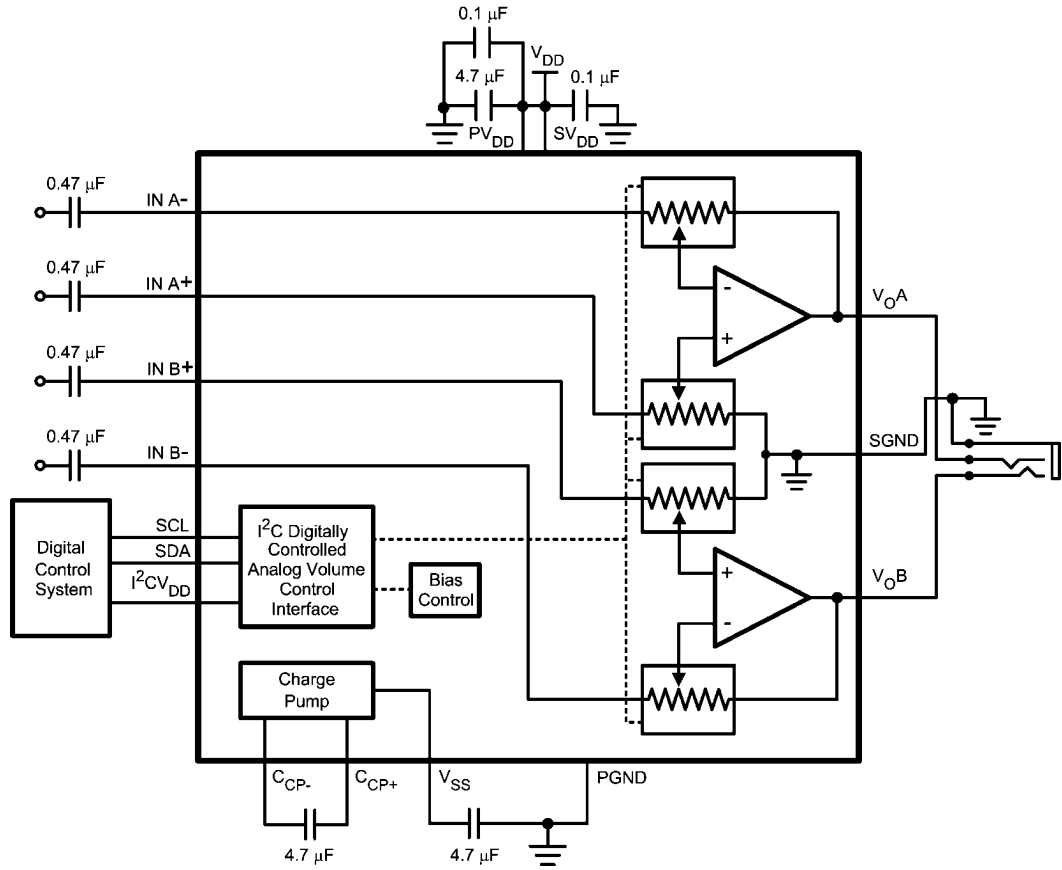 0.1 µF
V_DD
4.7 µF
0.1 µF
PV_DD
SV_DD
0.47 µF
IN A-
0.47 µF
IN A+
0.47 µF
IN B+
0.47 µF
IN B-
-
+
V_OA
SGND
+
-
V_OB
Digital
Control
System
SCL
SDA
I²CV_DD
I²C Digitally
Controlled
Analog Volume
Control
Interface
Bias
Control
Charge
Pump
C_CP-
C_CP+
V_SS
PGND
4.7 µF
4.7 µF